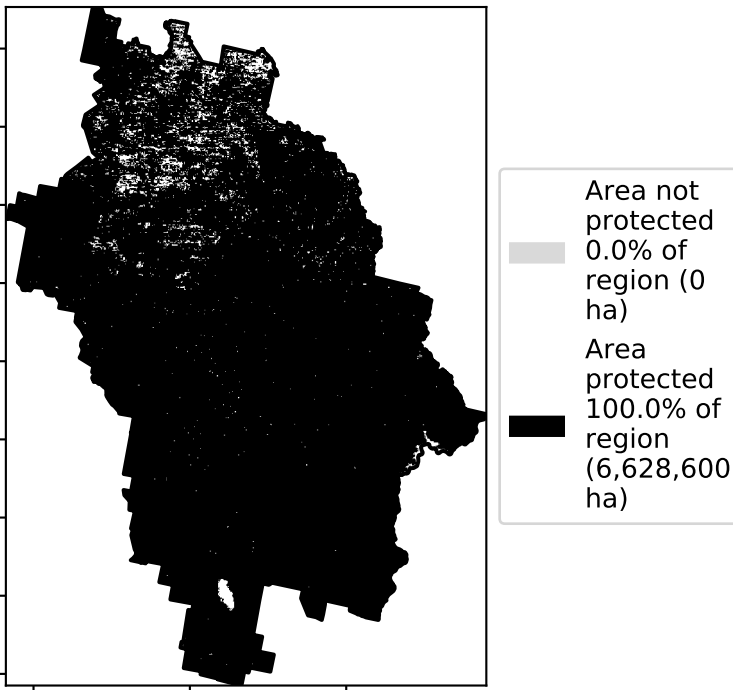 Area not
protected
0.0% of
region (0
ha)
Area
protected
100.0% of
region
(6,628,600
ha)